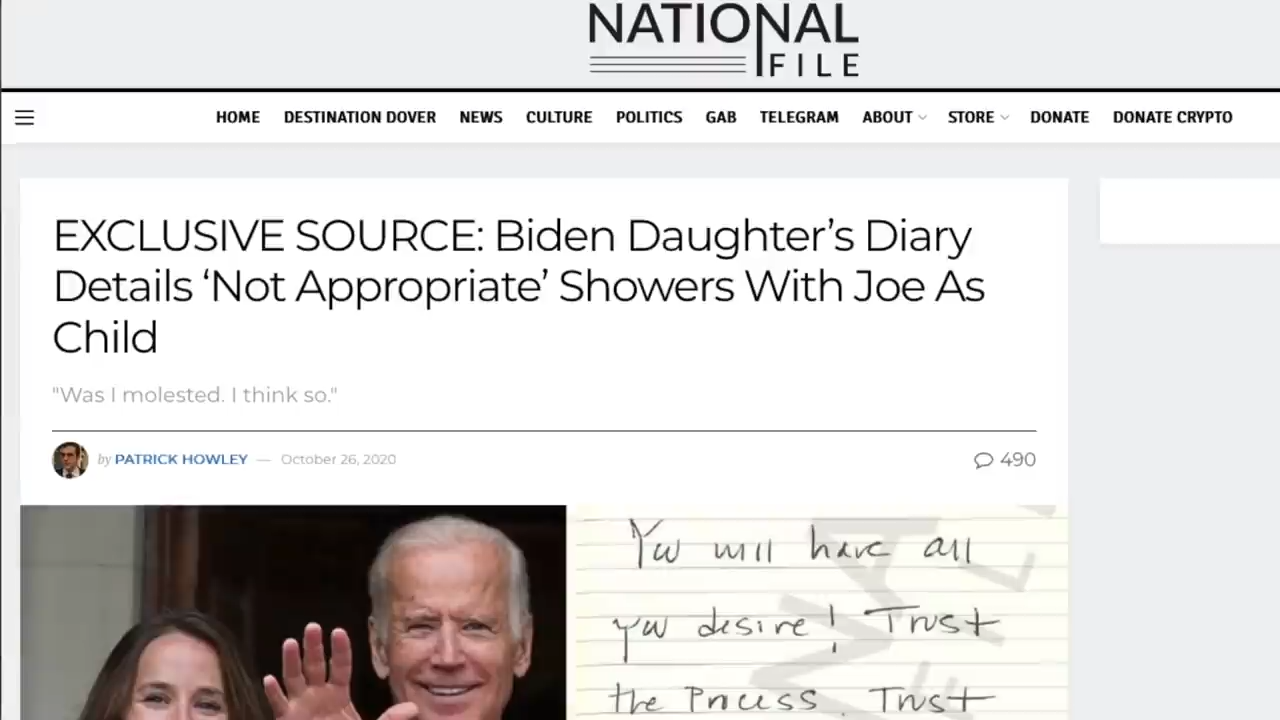 NATIONAL
FILE
HOME DESTINATION DOVER NEWS CULTURE POLITICS GAB TELEGRAM ABOUT STORE DONATE DONATE CRYPTO
EXCLUSIVE SOURCE: Biden Daughter's Diary
Details ‘Not Appropriate’ Showers With Joe As
Child
"Was I molested. I think so."
by PATRICK HOWLEY — October 26, 2020
490
You will have all
you desire! Trust
the Process. Trust